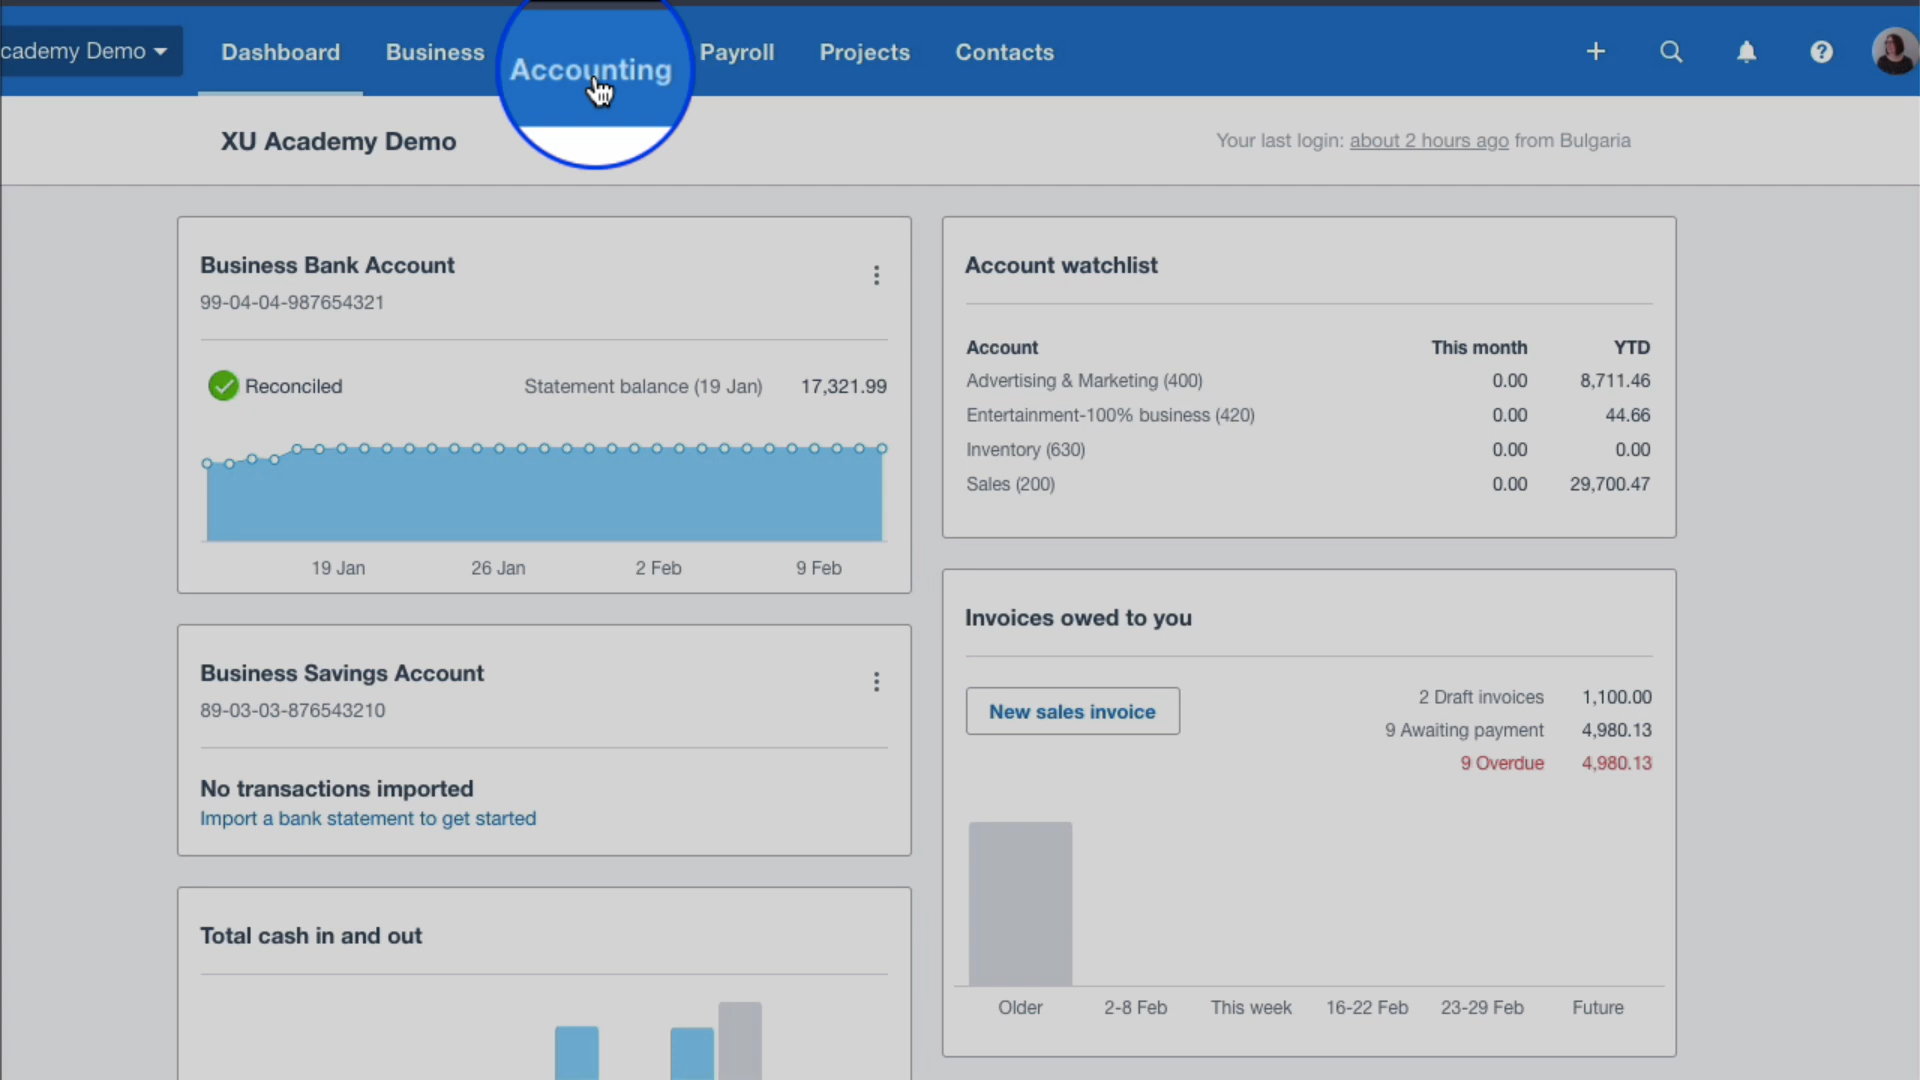 cademy Demo
Dashboard
Business
Accounting
Payroll
Projects
Contacts
XU Academy Demo
Your last login: about 2 hours ago from Bulgaria
Business Bank Account
99-04-04-987654321
Reconciled
Statement balance (19 Jan) 17,321.99
19 Jan 26 Jan 2 Feb 9 Feb
Business Savings Account
89-03-03-876543210
No transactions imported
Import a bank statement to get started
Total cash in and out
Account watchlist
Account This month YTD
Advertising & Marketing (400) 0.00 8,711.46
Entertainment-100% business (420) 0.00 44.66
Inventory (630) 0.00 0.00
Sales (200) 0.00 29,700.47
Invoices owed to you
New sales invoice
2 Draft invoices 1,100.00
9 Awaiting payment 4,980.13
9 Overdue 4,980.13
Older 2-8 Feb This week 16-22 Feb 23-29 Feb Future